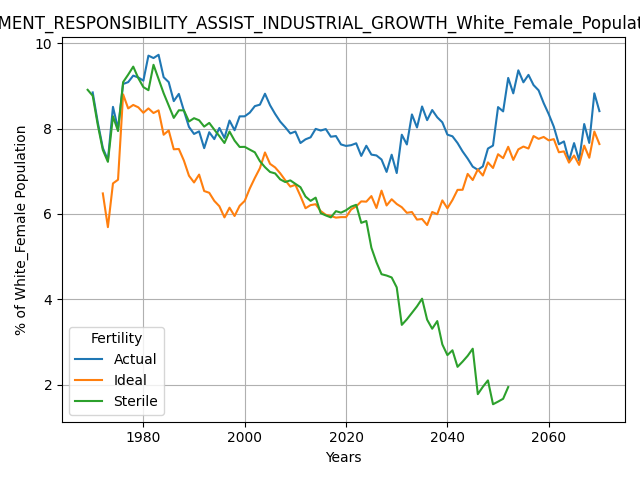 MENT_RESPONSIBILITY_ASSIST_INDUSTRIAL_GROWTH_White_Female_Populat
10
8
6
4
2
% of White_Female Population
Fertility
Actual
Ideal
Sterile
1980
2000
2020
2040
2060
Years